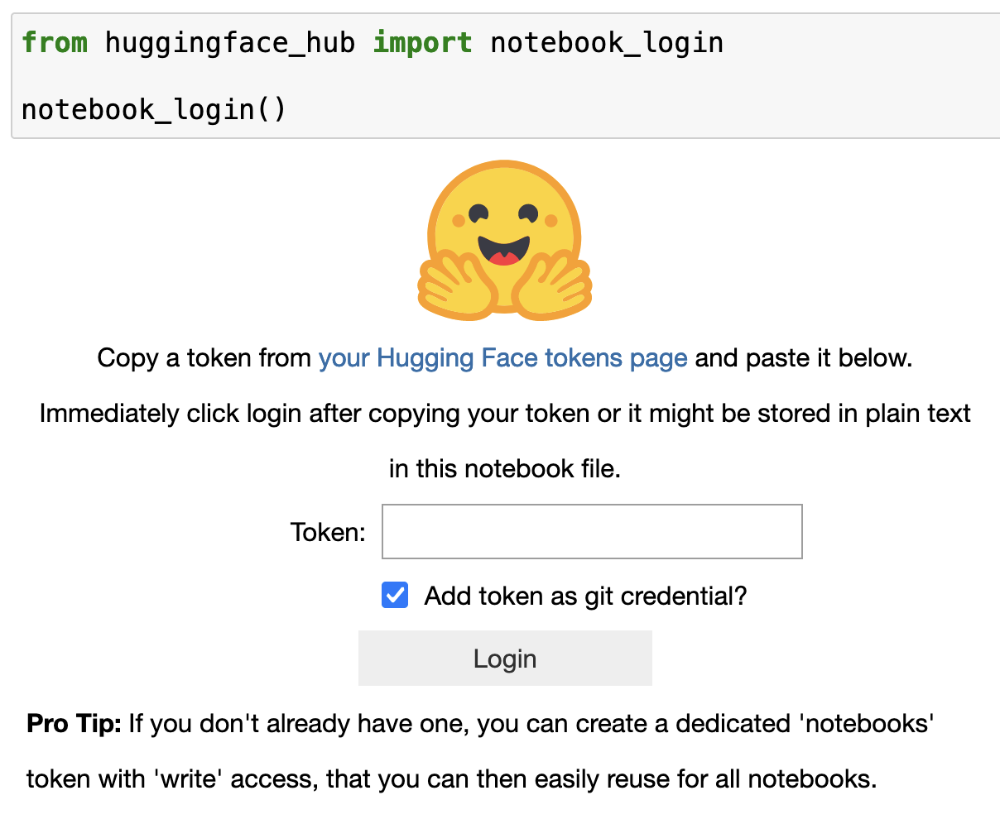 from huggingface_hub import notebook_login
notebook_login()
Copy a token from your Hugging Face tokens page and paste it below.
Immediately click login after copying your token or it might be stored in plain text
in this notebook file.
Token:
Add token as git credential?
Login
Pro Tip: If you don't already have one, you can create a dedicated 'notebooks'
token with 'write' access, that you can then easily reuse for all notebooks.